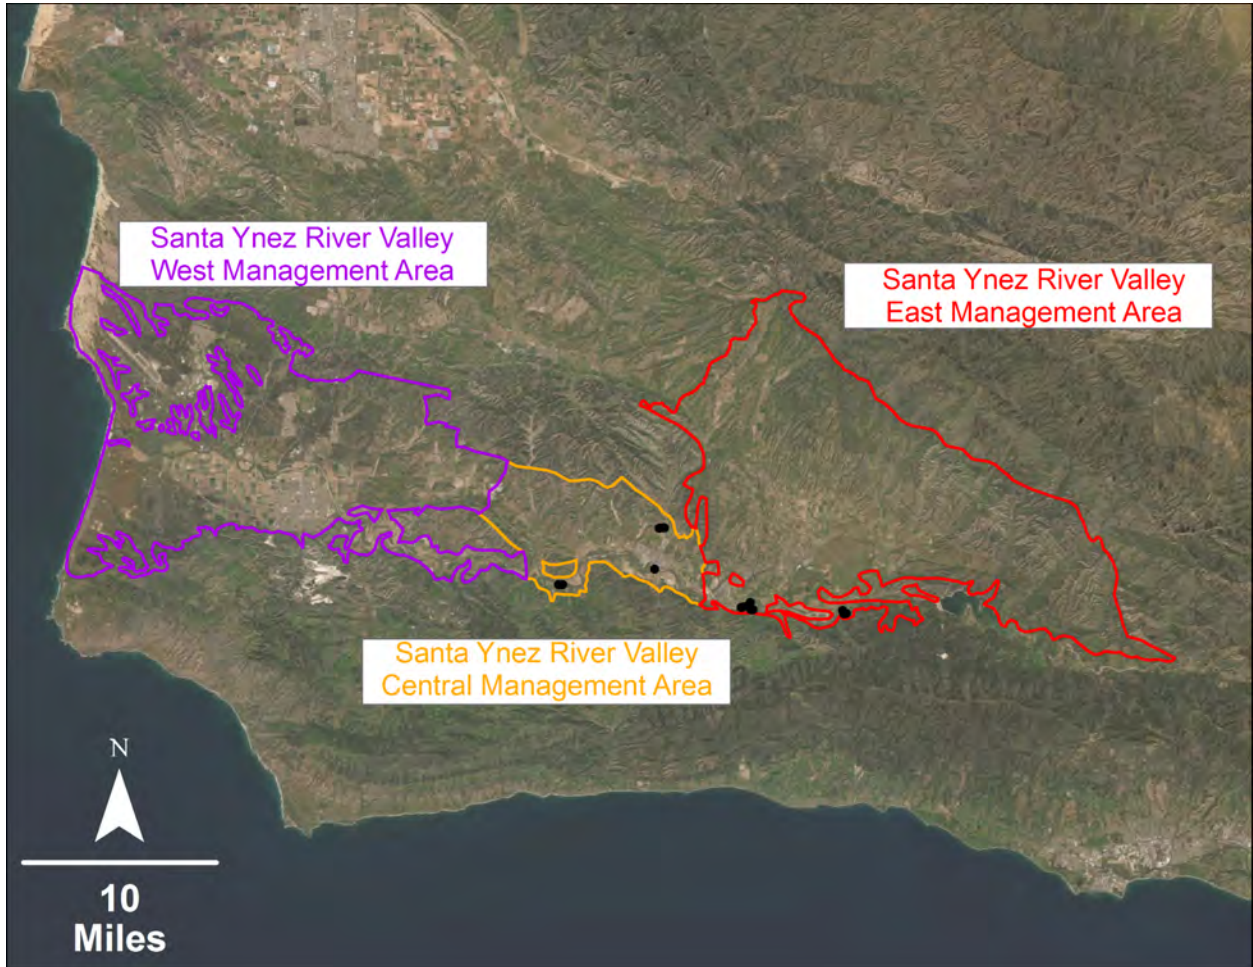 Santa Ynez River Valley
West Management Area
Santa Ynez River Valley
East Management Area
Santa Ynez River Valley
Central Management Area
N
10
Miles